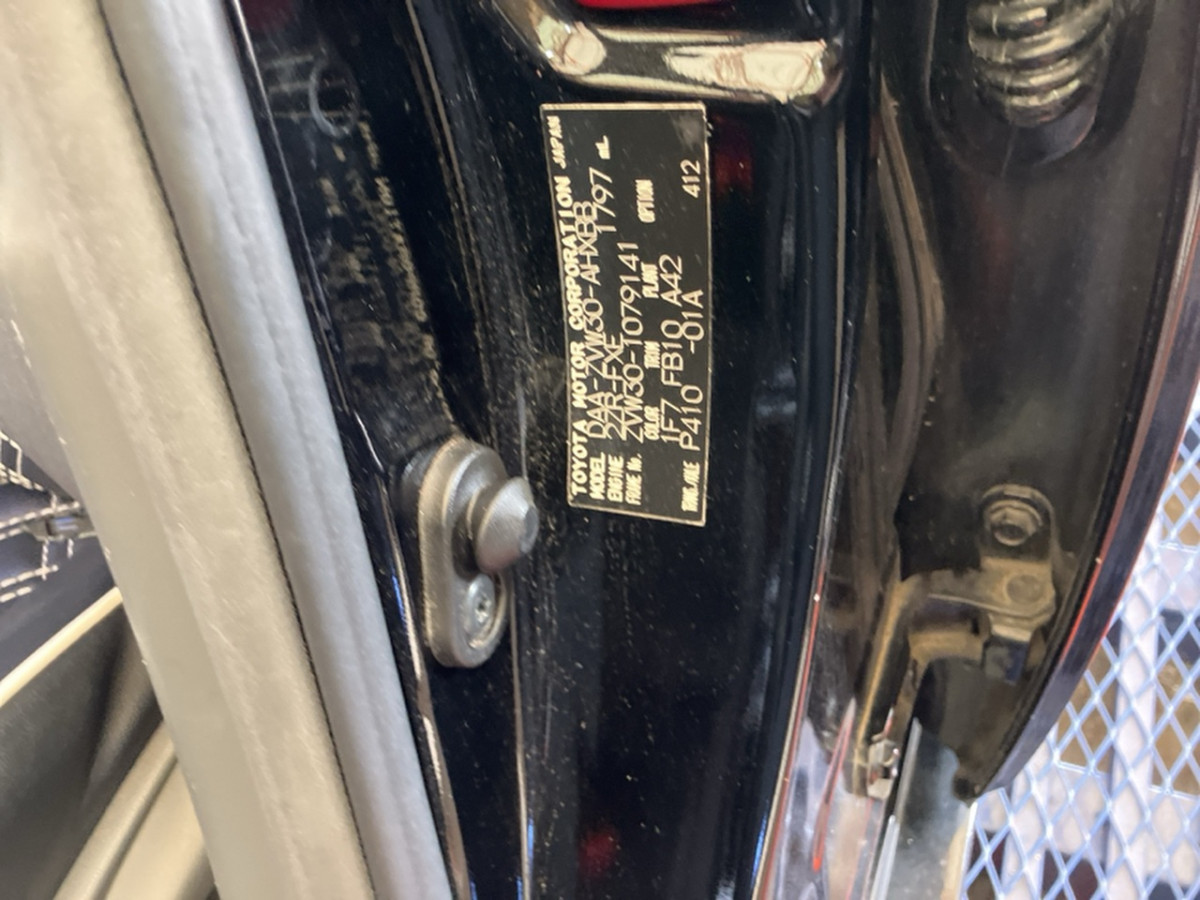 TOYOTA MOTOR CORPORATION JAPAN
MODEL DAA-ZVW30-AHXBB
ENGINE 2ZR-FXE 1797 mL
FRAME No. ZVW30-1079141
COLOR TRIM PLANT OPTION
1F7 FB10 A42
TRANS./AXLE P410 -01A 412